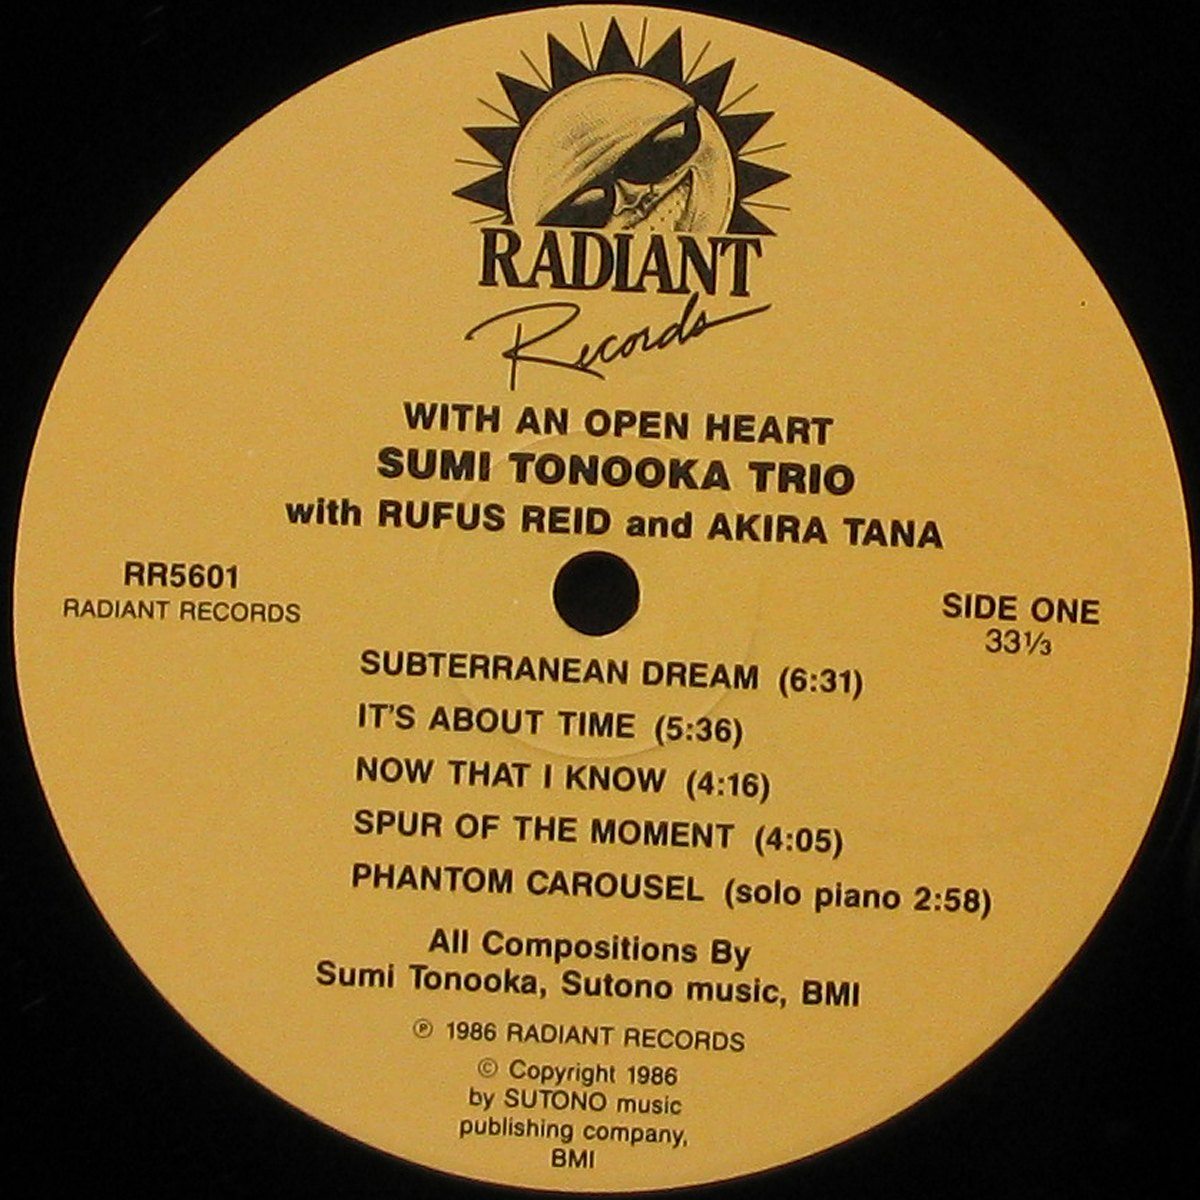 RADIANT
Records
WITH AN OPEN HEART
SUMI TONOOKA TRIO
with RUFUS REID and AKIRA TANA
RR5601
RADIANT RECORDS
SIDE ONE
33⅓
SUBTERRANEAN DREAM (6:31)
IT'S ABOUT TIME (5:36)
NOW THAT I KNOW (4:16)
SPUR OF THE MOMENT (4:05)
PHANTOM CAROUSEL (solo piano 2:58)
All Compositions By
Sumi Tonooka, Sutono music, BMI
℗ 1986 RADIANT RECORDS
© Copyright 1986
by SUTONO music
publishing company,
BMI